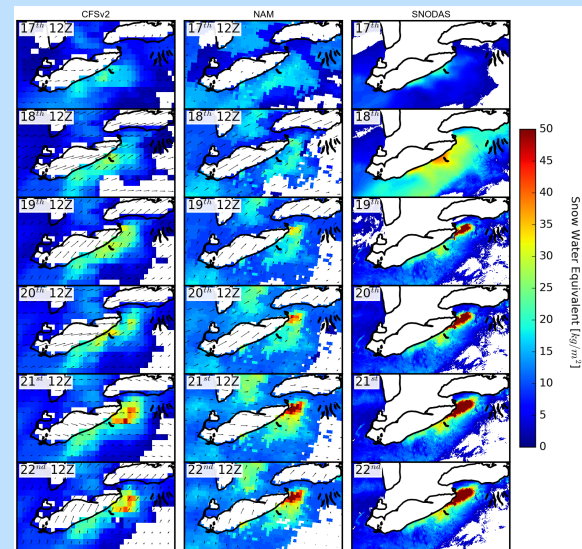 CFSv2 NAM SNODAS
17th 12Z 17th 12Z 17th
18th 12Z 18th 12Z 18th
19th 12Z 19th 12Z 19th
20th 12Z 20th 12Z 20th
21st 12Z 21st 12Z 21st
22nd 12Z 22nd 12Z 22nd
50
45
40
35
30
25
20
15
10
5
0
Snow Water Equivalent [kg/m²]